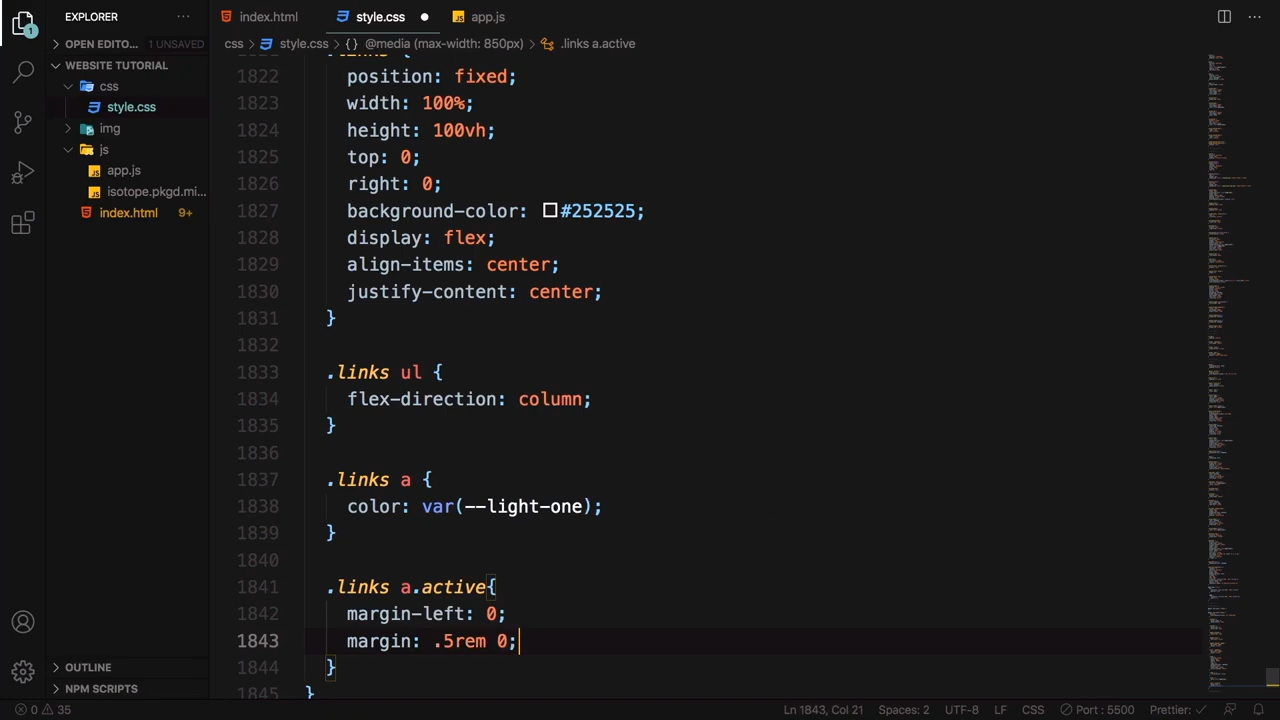 EXPLORER
index.html
style.css
app.js
OPEN EDITO... 1 UNSAVED
css > style.css > {} @media (max-width: 850px) > .links a.active
WEBSITE TUTORIAL
css
style.css
img
js
app.js
isotope.pkgd.mi...
index.html 9+
1822 position: fixed;
1823 width: 100%;
1824 height: 100vh;
1825 top: 0;
1826 right: 0;
1827 background-color: #252525;
1828 display: flex;
1829 align-items: center;
1830 justify-content: center;
1831 }
1832
1833 .links ul {
1834 flex-direction: column;
1835 }
1836
1837 .links a {
1838 color: var(--light-one);
1839 }
1840
1841 .links a.active{
1842 margin-left: 0;
1843 margin: .5rem 0;
1844 }
1845 }
OUTLINE
NPM SCRIPTS
0 35
Ln 1843, Col 21
Spaces: 2
UTF-8
LF
CSS
Port : 5500
Prettier: ✓
1